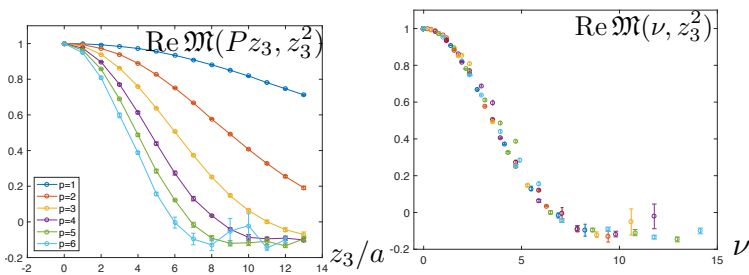 Re 𝔐(Pz₃, z₃²)
1
0.8
0.6
0.4
0.2
0
-0.2
p=1
p=2
p=3
p=4
p=5
p=6
-2 0 2 4 6 8 10 12 14
z₃/a
Re 𝔐(ν, z₃²)
1
0.8
0.6
0.4
0.2
0
-0.2
0 5 10 15
ν